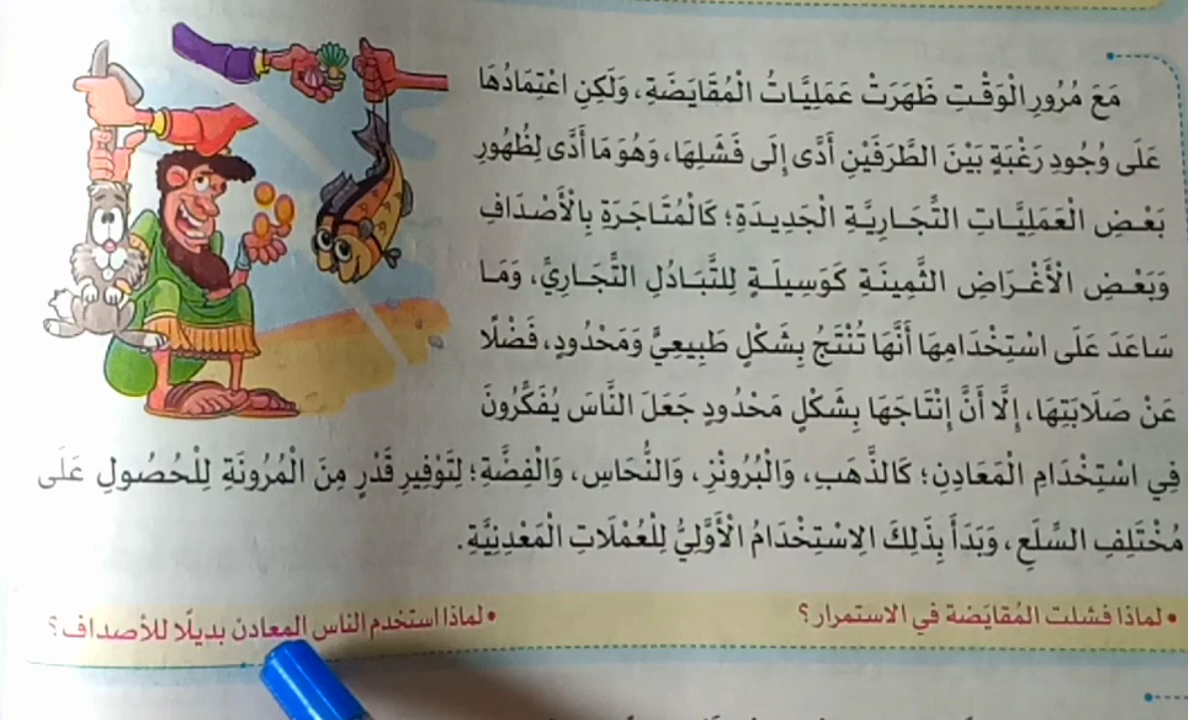 مَعَ مُرُورِ الْوَقْتِ ظَهَرَتْ عَمَلِيَّاتُ الْمُقَايَضَةِ، وَلَكِنِ اعْتِمَادُهَا
عَلَى وُجُودِ رَغْبَةٍ بَيْنَ الطَّرَفَيْنِ أَدَّى إِلَى فَشَلِهَا، وَهُوَ مَا أَدَّى لِظُهُورِ
بَعْضِ الْعَمَلِيَّاتِ التِّجَارِيَّةِ الْجَدِيدَةِ؛ كَالْمُتَاجَرَةِ بِالْأَصْدَافِ
وَبَعْضِ الْأَغْرَاضِ الثَّمِينَةِ كَوَسِيلَةٍ لِلتَّبَادُلِ التِّجَارِيِّ، وَمَا
سَاعَدَ عَلَى اسْتِخْدَامِهَا أَنَّهَا تُنْتَجُ بِشَكْلٍ طَبِيعِيٍّ وَمَحْدُودٍ، فَضْلًا
عَنْ صَلَابَتِهَا، إِلَّا أَنَّ إِنْتَاجَهَا بِشَكْلٍ مَحْدُودٍ جَعَلَ النَّاسَ يُفَكِّرُونَ
فِي اسْتِخْدَامِ الْمَعَادِنِ؛ كَالذَّهَبِ، وَالْبُرُونْزِ، وَالنُّحَاسِ، وَالْفِضَّةِ؛ لِتَوْفِيرِ قَدْرٍ مِنَ الْمُرُونَةِ لِلْحُصُولِ عَلَى
مُخْتَلِفِ السِّلَعِ، وَبَدَأَ بِذَلِكَ الِاسْتِخْدَامُ الْأَوَّلِيُّ لِلْعُمْلَاتِ الْمَعْدِنِيَّةِ.
• لماذا فشلت المُقايَضة في الاستمرار؟ • لماذا استخدم الناس المعادن بديلًا للأصداف؟